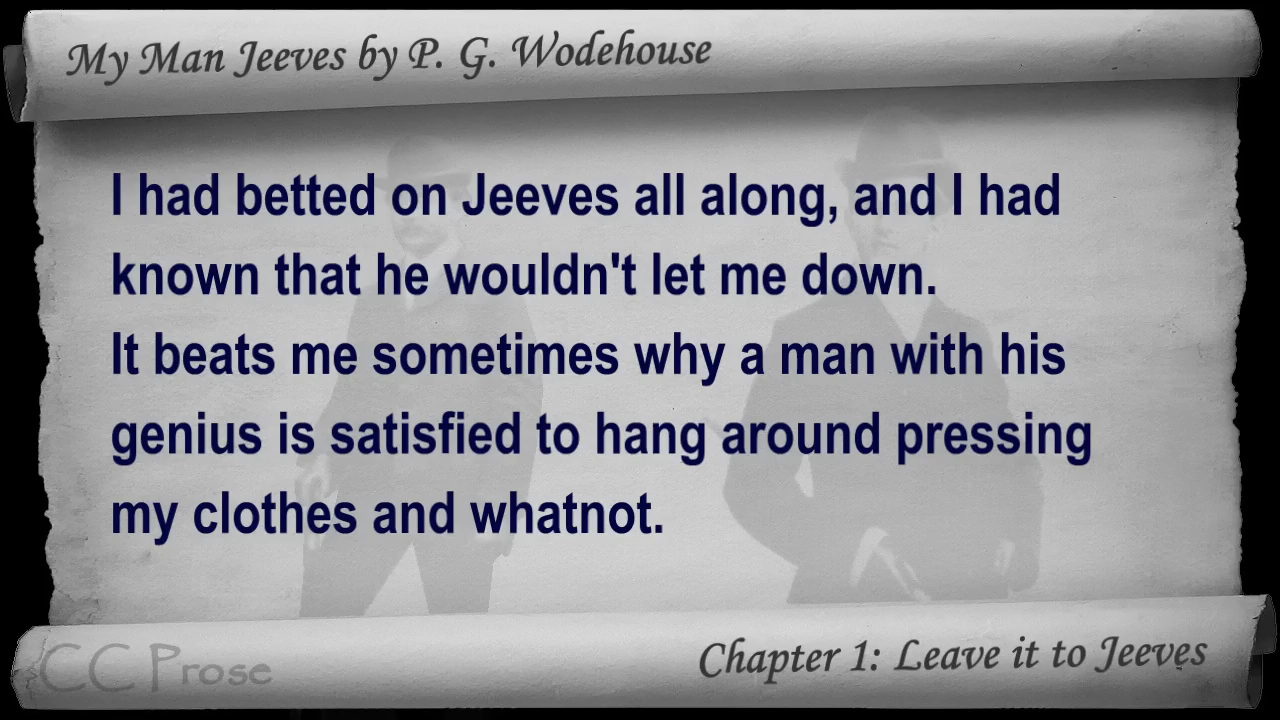 My Man Jeeves by P. G. Wodehouse
I had betted on Jeeves all along, and I had
known that he wouldn't let me down.
It beats me sometimes why a man with his
genius is satisfied to hang around pressing
my clothes and whatnot.
CC Prose
Chapter 1: Leave it to Jeeves